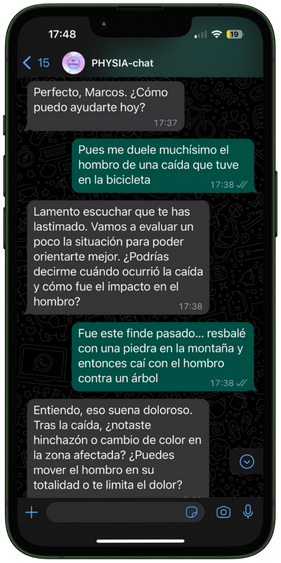 17:48
19
15
PHYSIA-chat
Perfecto, Marcos. ¿Cómo
puedo ayudarte hoy?
17:37
Pues me duele muchísimo el
hombro de una caída que tuve
en la bicicleta
17:38
Lamento escuchar que te has
lastimado. Vamos a evaluar un
poco la situación para poder
orientarte mejor. ¿Podrías
decirme cuándo ocurrió la caída
y cómo fue el impacto en el
hombro?
17:38
Fue este finde pasado... resbalé
con una piedra en la montaña y
entonces caí con el hombro
contra un árbol
17:38
Entiendo, eso suena doloroso.
Tras la caída, ¿notaste
hinchazón o cambio de color en
la zona afectada? ¿Puedes
mover el hombro en su
totalidad o te limita el dolor?